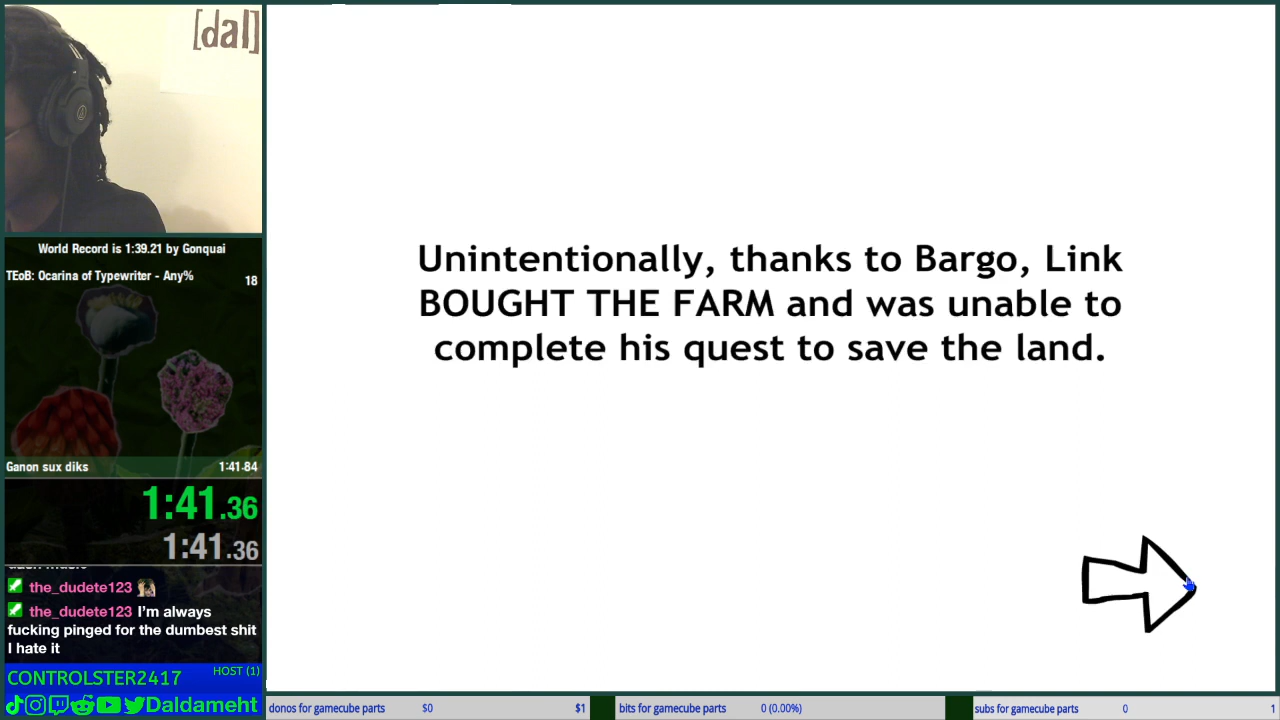 [dal]
World Record is 1:39.21 by Gonquai
TEoB: Ocarina of Typewriter - Any%
18
Unintentionally, thanks to Bargo, Link
BOUGHT THE FARM and was unable to
complete his quest to save the land.
Ganon sux diks 1:41.84
1:41.36
1:41.36
the_dudete123
the_dudete123 I'm always
fucking pinged for the dumbest shit
I hate it
CONTROLSTER2417 HOST (1)
Daldameht
donos for gamecube parts $0 $1 bits for gamecube parts 0 (0.00%) subs for gamecube parts 0 1